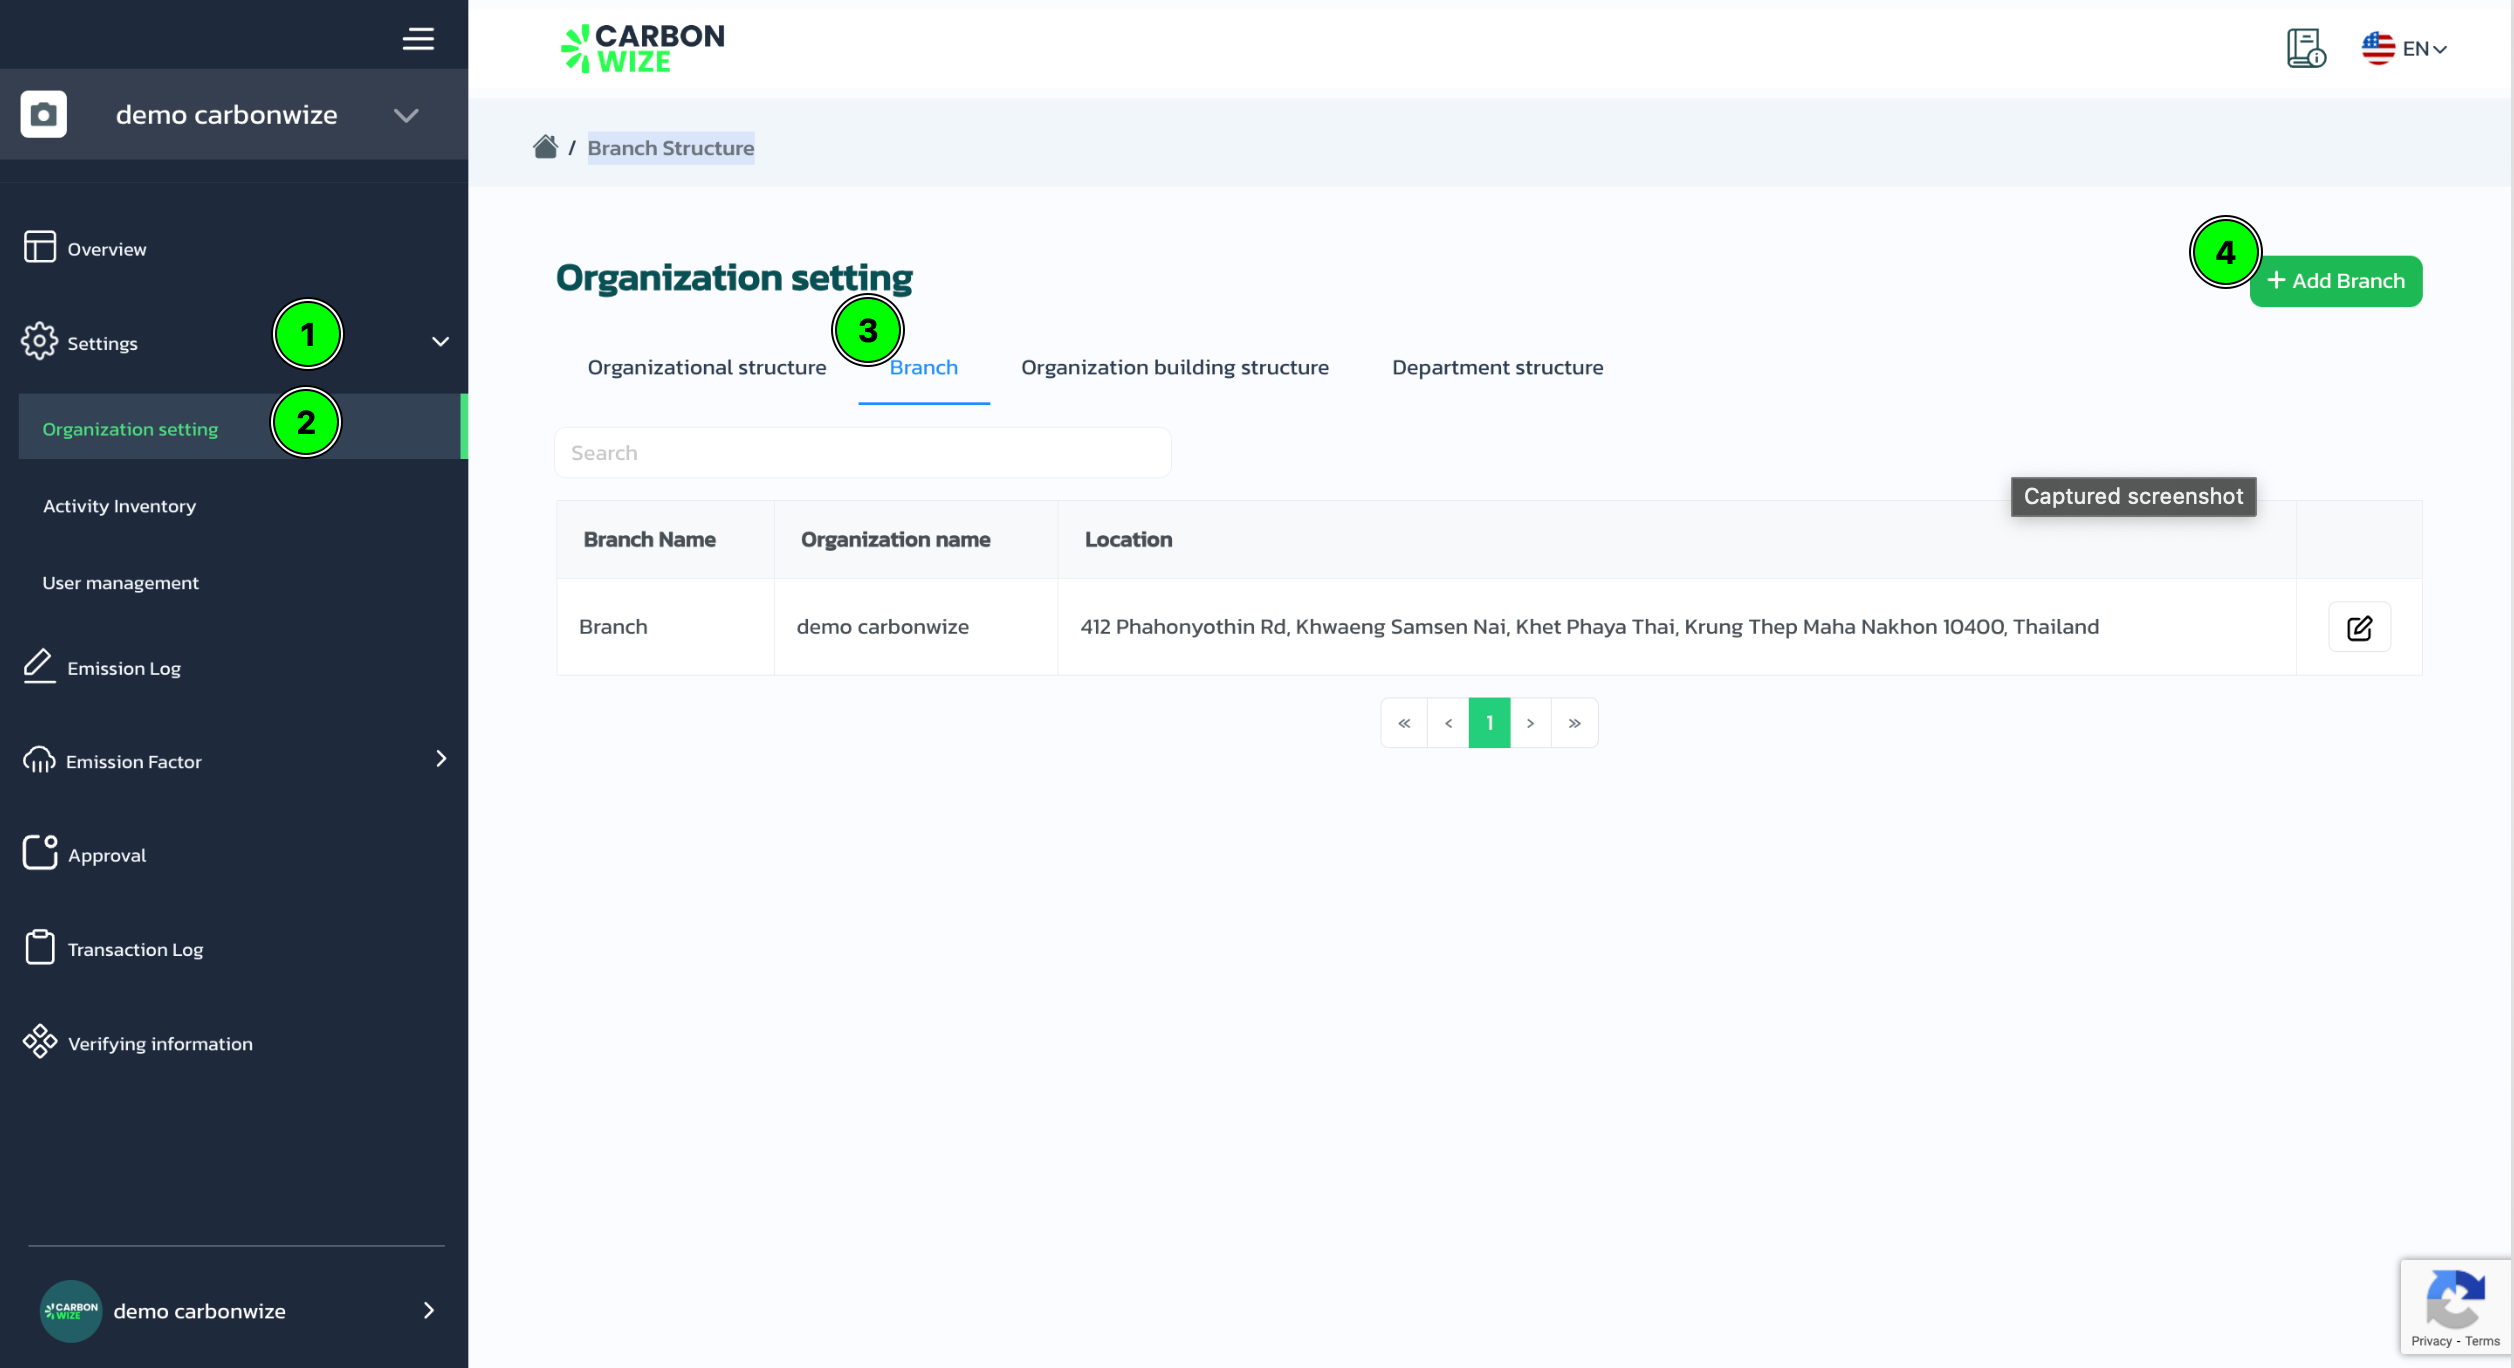 demo carbonwize
Overview
1
Settings
2
Organization setting
Activity Inventory
User management
Emission Log
Emission Factor
Approval
Transaction Log
Verifying information
CARBON
WIZE
demo carbonwize
CARBON
WIZE
EN
/ Branch Structure
Organization setting
4
+ Add Branch
3
Organizational structure Branch Organization building structure Department structure
Search
Captured screenshot
Branch Name Organization name Location
Branch demo carbonwize 412 Phahonyothin Rd, Khwaeng Samsen Nai, Khet Phaya Thai, Krung Thep Maha Nakhon 10400, Thailand
« ‹ 1 › »
Privacy - Terms